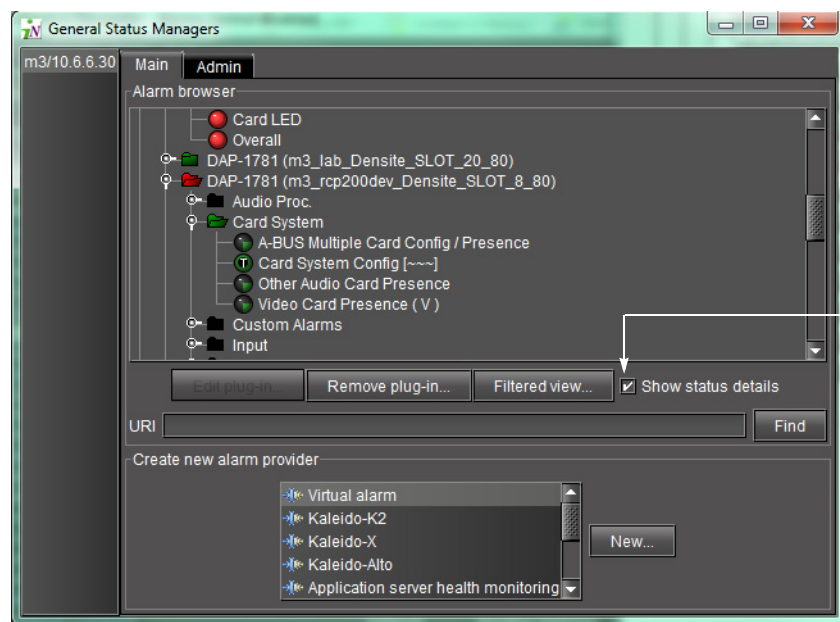 iN General Status Managers
m3/10.6.6.30
Main Admin
Alarm browser
Card LED
Overall
DAP-1781 (m3_lab_Densite_SLOT_20_80)
DAP-1781 (m3_rcp200dev_Densite_SLOT_8_80)
Audio Proc.
Card System
A-BUS Multiple Card Config / Presence
T Card System Config [~~~]
Other Audio Card Presence
Video Card Presence ( V )
Custom Alarms
Input
Edit plug-in... Remove plug-in... Filtered view... Show status details
URI Find
Create new alarm provider
Virtual alarm
Kaleido-K2
Kaleido-X
Kaleido-Alto
Application server health monitoring
New...